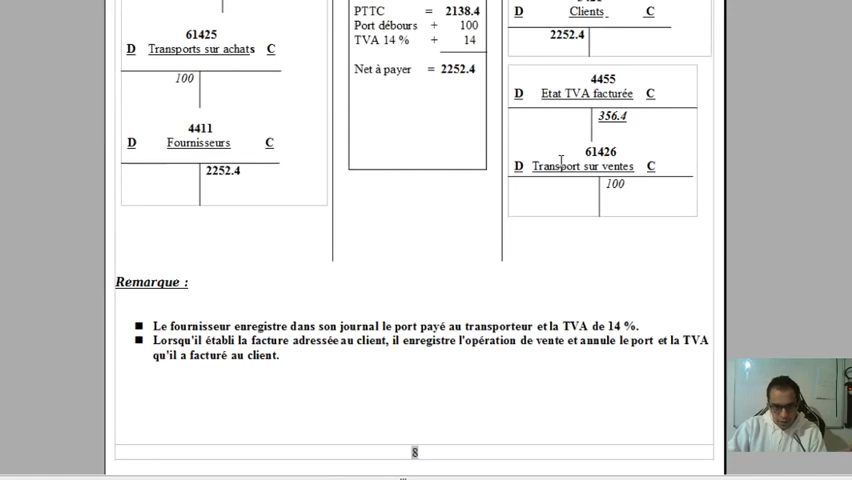 61425
D Transports sur achats C
100
4411
D Fournisseurs C
2252.4
PTTC = 2138.4
Port débours + 100
TVA 14 % + 14
Net à payer = 2252.4
D Clients C
2252.4
4455
D Etat TVA facturée C
356.4
61426
D Transport sur ventes C
100
Remarque :
■ Le fournisseur enregistre dans son journal le port payé au transporteur et la TVA de 14 %.
■ Lorsqu'il établi la facture adressée au client, il enregistre l'opération de vente et annule le port et la TVA
qu'il a facturé au client.
8